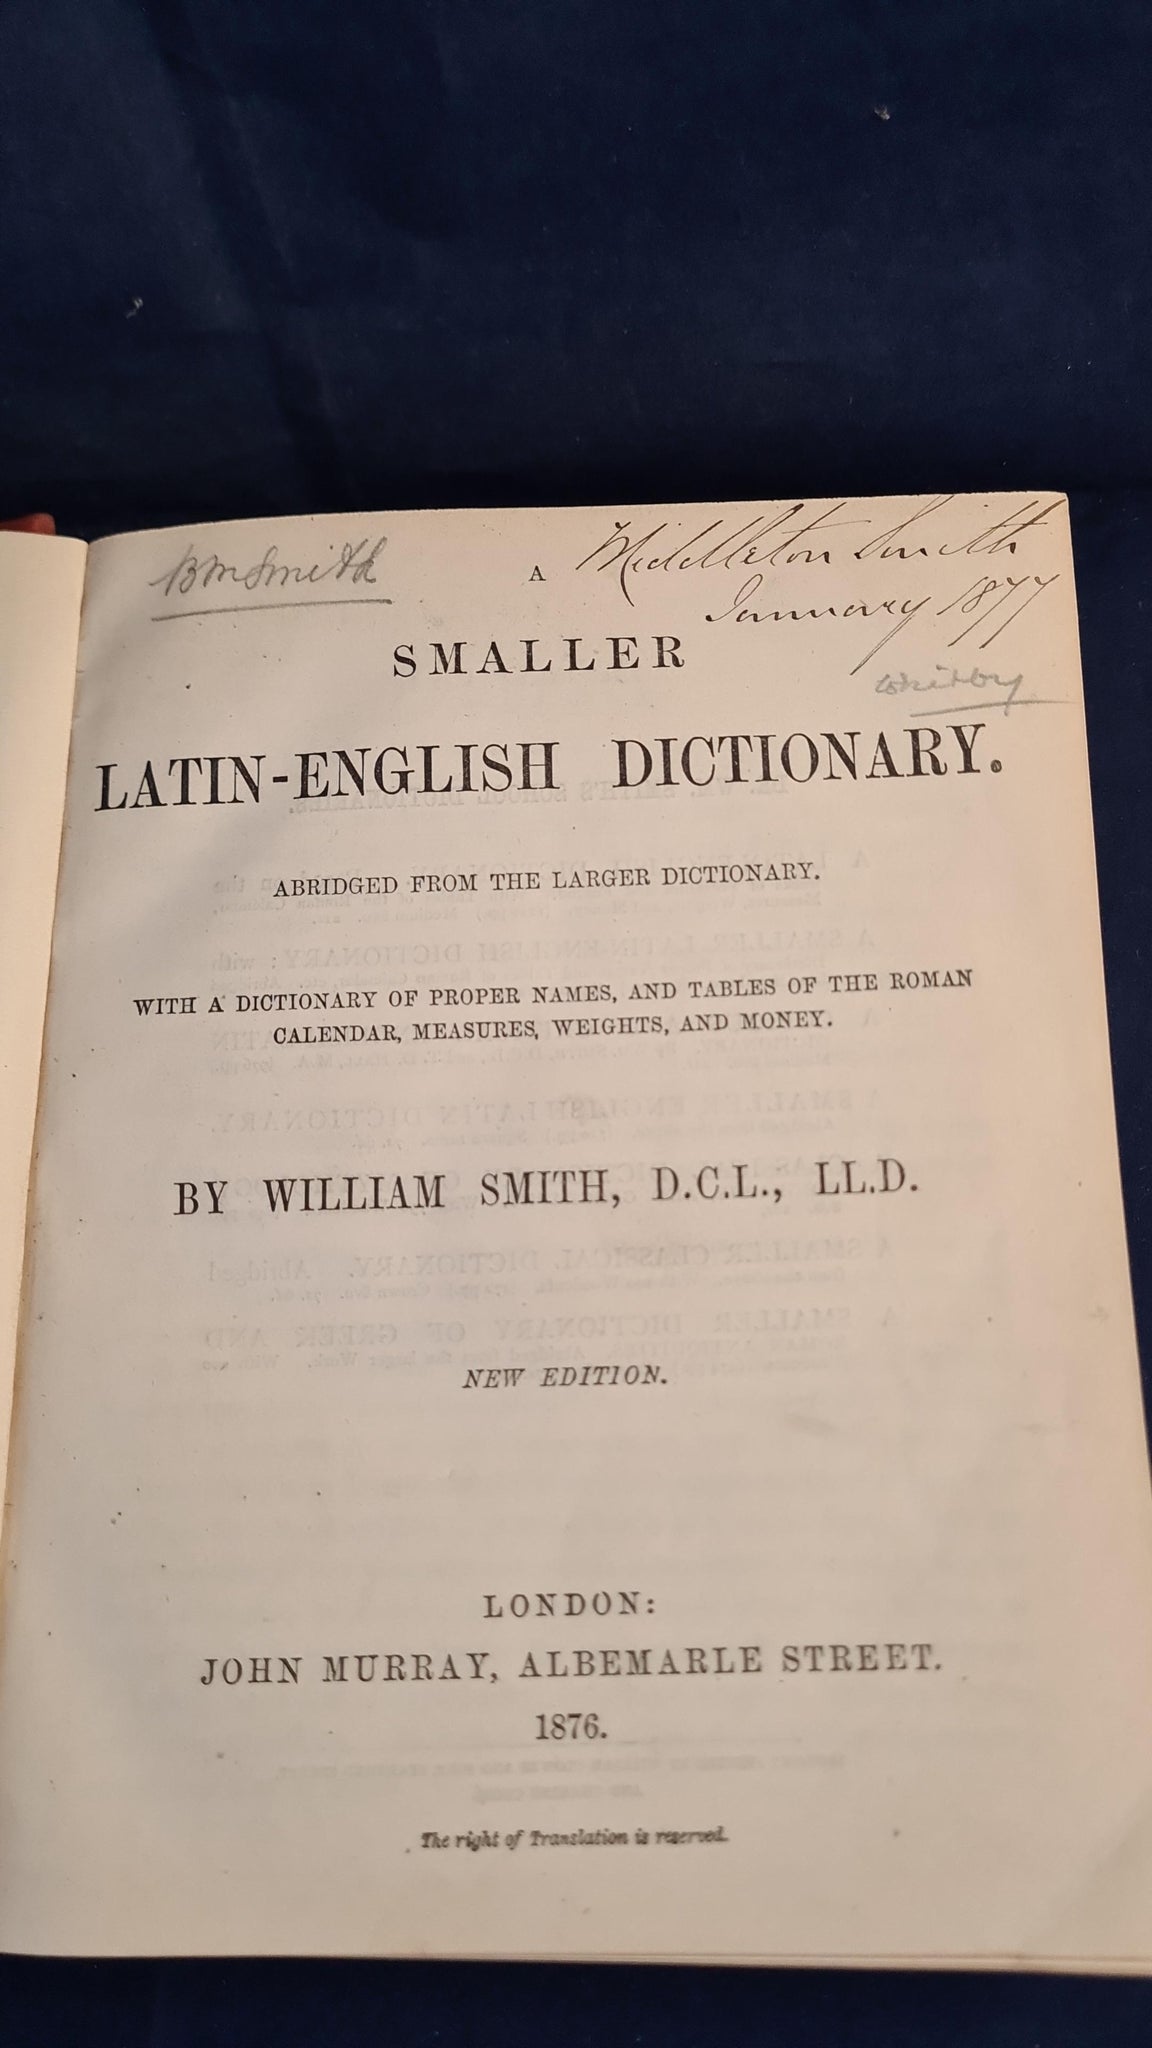 BMSmith
A
Middleton Smith
January 1877
Whitby
SMALLER
LATIN-ENGLISH DICTIONARY.
ABRIDGED FROM THE LARGER DICTIONARY.
WITH A DICTIONARY OF PROPER NAMES, AND TABLES OF THE ROMAN
CALENDAR, MEASURES, WEIGHTS, AND MONEY.
BY WILLIAM SMITH, D.C.L., LL.D.
NEW EDITION.
LONDON:
JOHN MURRAY, ALBEMARLE STREET.
1876.
The right of Translation is reserved.